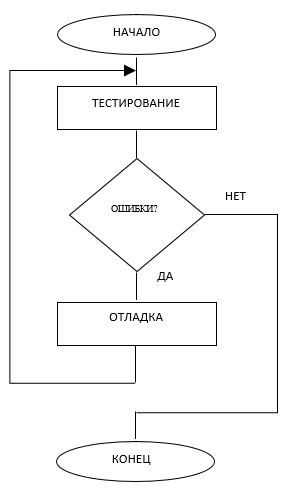 НАЧАЛО
ТЕСТИРОВАНИЕ
ОШИБКИ?
НЕТ
ДА
ОТЛАДКА
КОНЕЦ